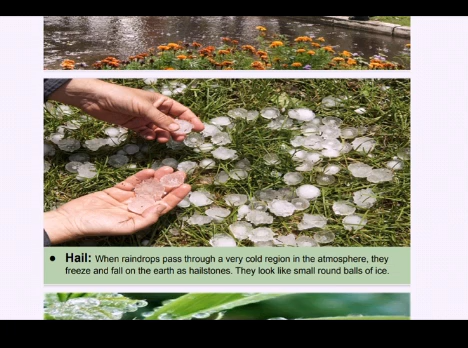 ● Hail: When raindrops pass through a very cold region in the atmosphere, they
freeze and fall on the earth as hailstones. They look like small round balls of ice.